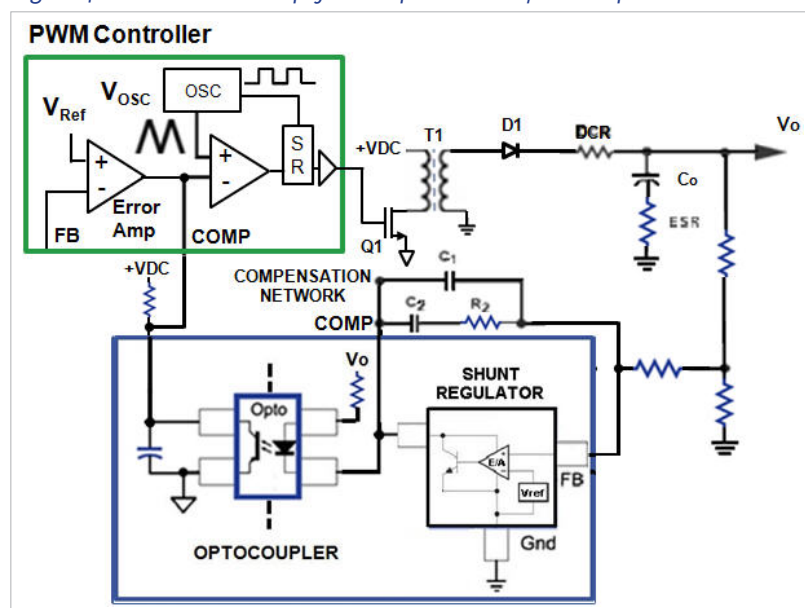 PWM Controller
OSC
VOSC
VRef
+
-
+
-
S
R
Error
Amp
FB
COMP
+VDC
T1
D1
DCR
Vo
Co
ESR
Q1
+VDC
COMPENSATION
NETWORK
COMP
C1
C2
R2
Vo
Opto
SHUNT
REGULATOR
E/A
Vref
FB
Gnd
OPTOCOUPLER